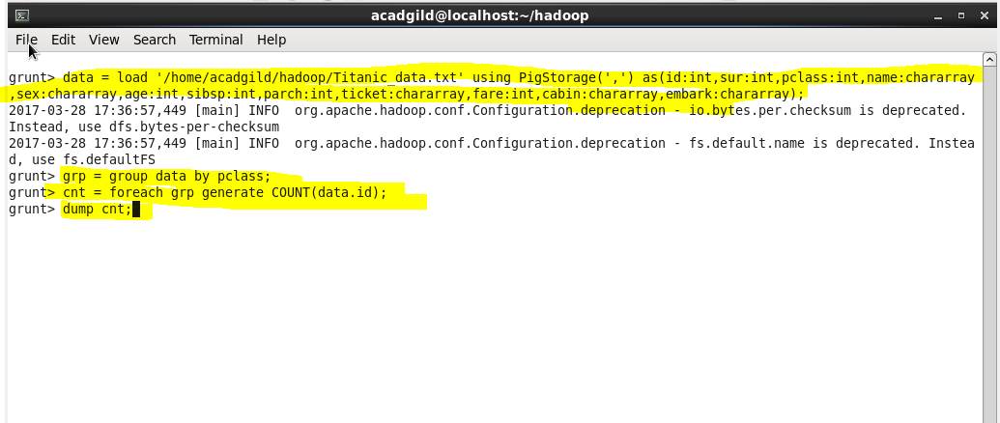 acadgild@localhost:~/hadoop
File Edit View Search Terminal Help
grunt> data = load '/home/acadgild/hadoop/Titanic_data.txt' using PigStorage(',') as(id:int,sur:int,pclass:int,name:chararray
,sex:chararray,age:int,sibsp:int,parch:int,ticket:chararray,fare:int,cabin:chararray,embark:chararray);
2017-03-28 17:36:57,449 [main] INFO  org.apache.hadoop.conf.Configuration.deprecation - io.bytes.per.checksum is deprecated.
Instead, use dfs.bytes-per-checksum
2017-03-28 17:36:57,449 [main] INFO  org.apache.hadoop.conf.Configuration.deprecation - fs.default.name is deprecated. Instea
d, use fs.defaultFS
grunt> grp = group data by pclass;
grunt> cnt = foreach grp generate COUNT(data.id);
grunt> dump cnt;